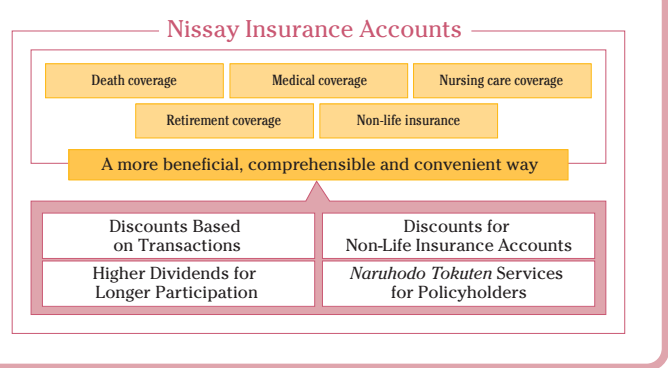 Nissay Insurance Accounts
Death coverage
Medical coverage
Nursing care coverage
Retirement coverage
Non-life insurance
A more beneficial, comprehensible and convenient way
Discounts Based
on Transactions
Discounts for
Non-Life Insurance Accounts
Higher Dividends for
Longer Participation
Naruhodo Tokuten Services
for Policyholders